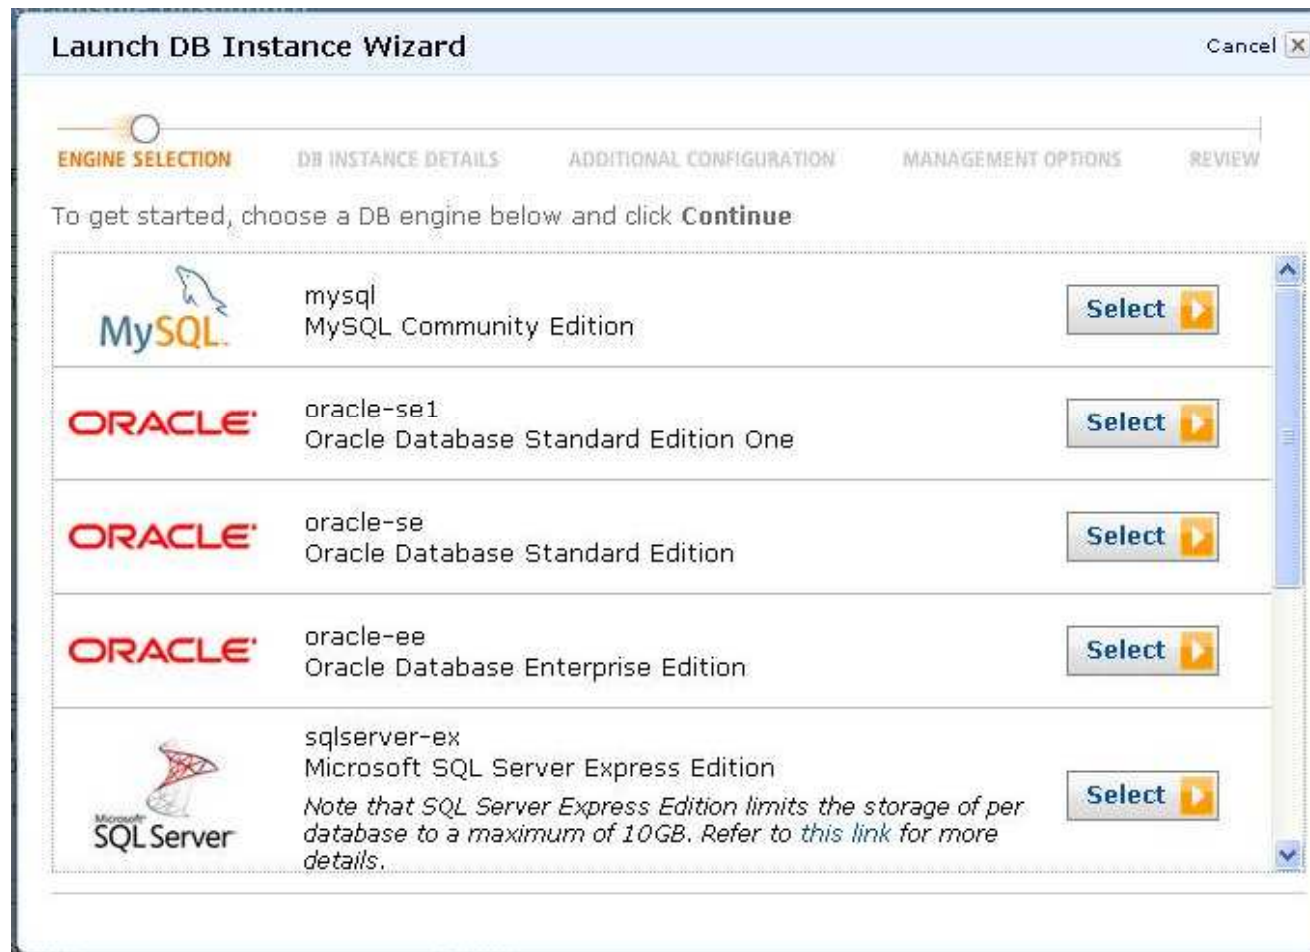 Launch DB Instance Wizard
Cancel
ENGINE SELECTION
DB INSTANCE DETAILS
ADDITIONAL CONFIGURATION
MANAGEMENT OPTIONS
REVIEW
To get started, choose a DB engine below and click Continue
MySQL
mysql
MySQL Community Edition
Select
ORACLE
oracle-se1
Oracle Database Standard Edition One
Select
ORACLE
oracle-se
Oracle Database Standard Edition
Select
ORACLE
oracle-ee
Oracle Database Enterprise Edition
Select
Microsoft
SQL Server
sqlserver-ex
Microsoft SQL Server Express Edition
Note that SQL Server Express Edition limits the storage of per
database to a maximum of 10GB. Refer to this link for more
details.
Select